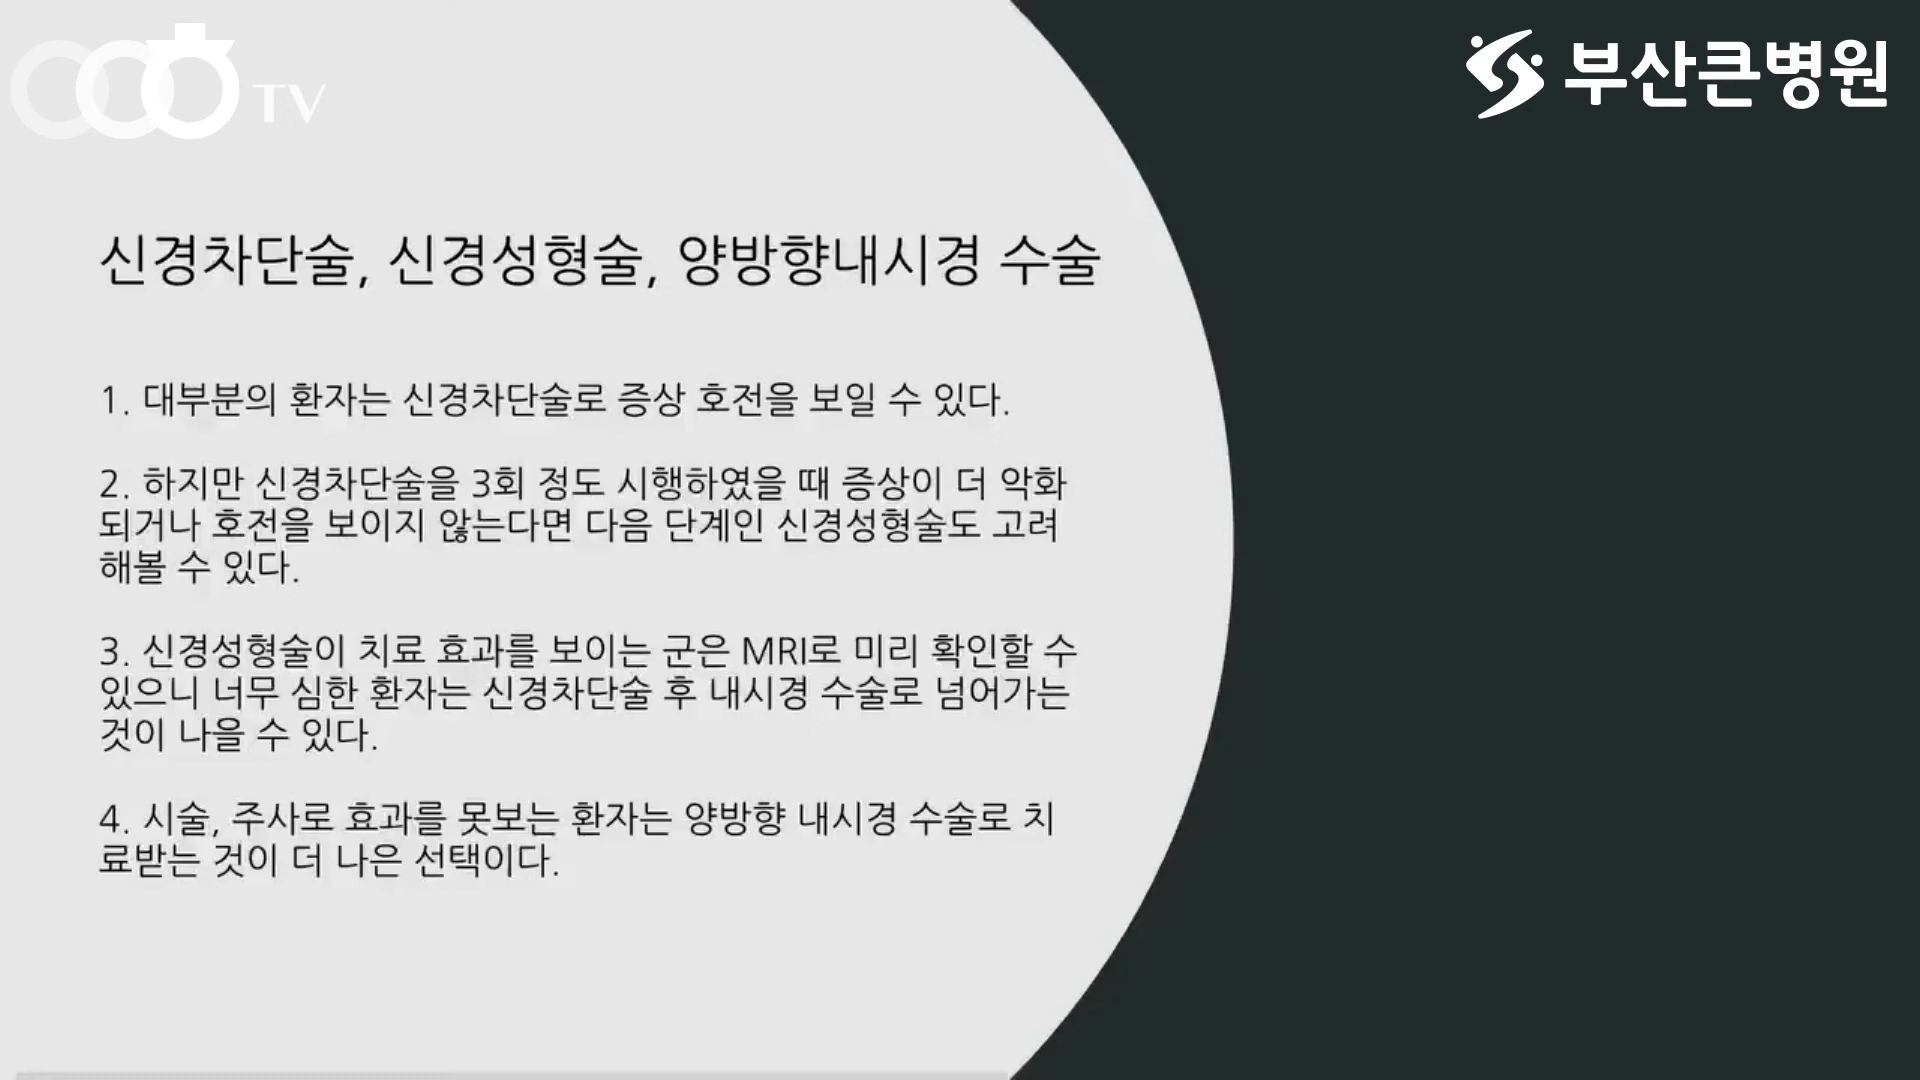 TV
부산큰병원
신경차단술, 신경성형술, 양방향내시경 수술
1. 대부분의 환자는 신경차단술로 증상 호전을 보일 수 있다.
2. 하지만 신경차단술을 3회 정도 시행하였을 때 증상이 더 악화
되거나 호전을 보이지 않는다면 다음 단계인 신경성형술도 고려
해볼 수 있다.
3. 신경성형술이 치료 효과를 보이는 군은 MRI로 미리 확인할 수
있으니 너무 심한 환자는 신경차단술 후 내시경 수술로 넘어가는
것이 나을 수 있다.
4. 시술, 주사로 효과를 못보는 환자는 양방향 내시경 수술로 치
료받는 것이 더 나은 선택이다.